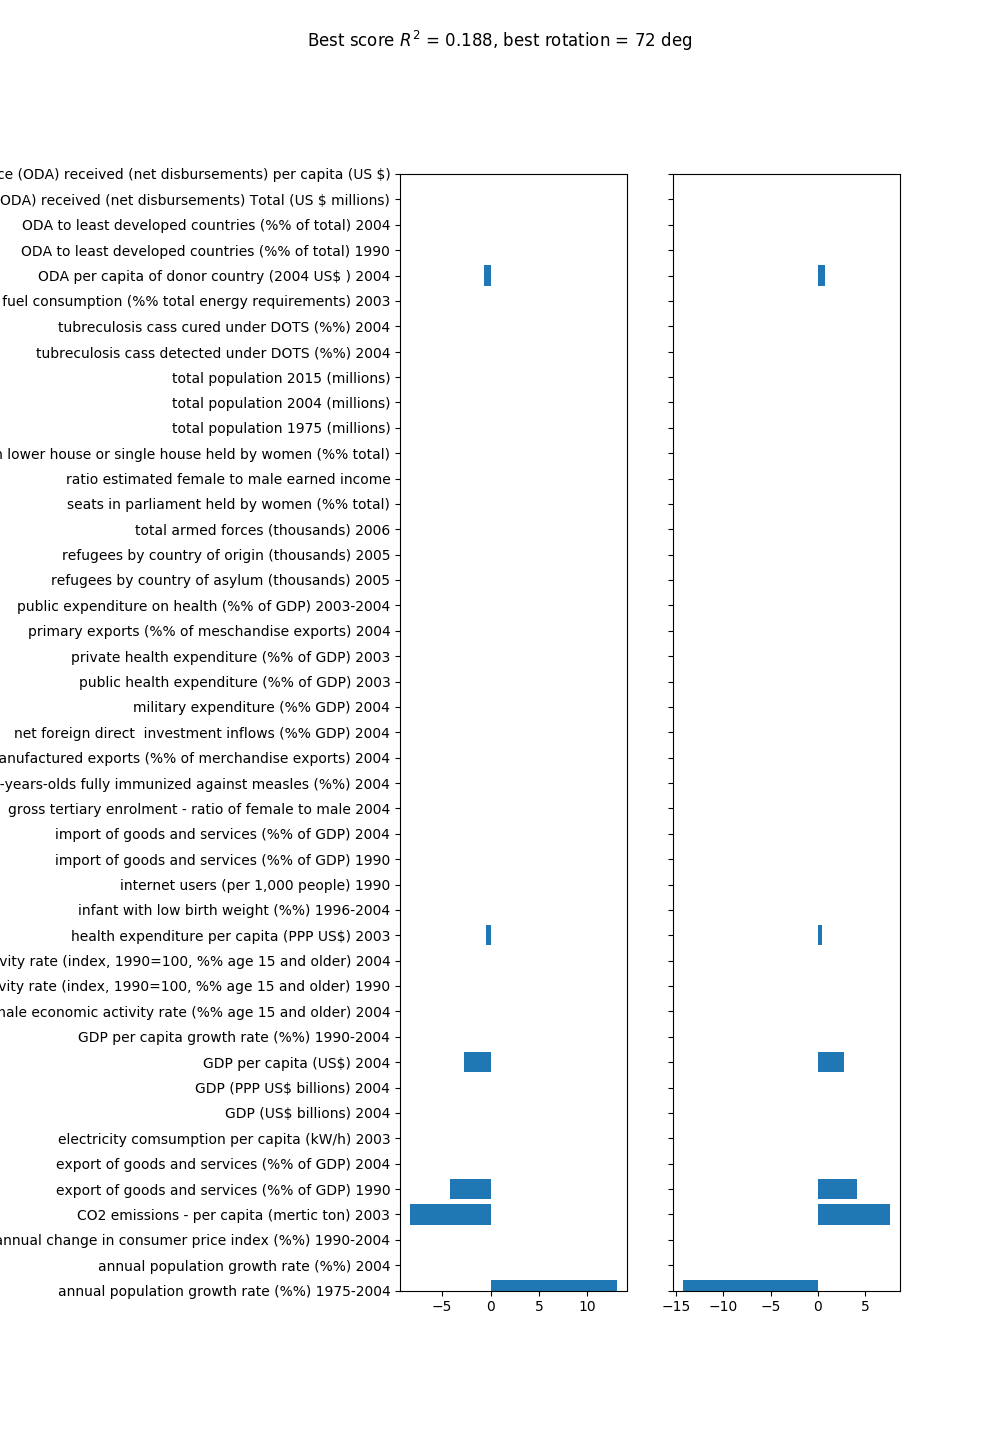 Best score R² = 0.188, best rotation = 72 deg
ce (ODA) received (net disbursements) per capita (US $)
ODA) received (net disbursements) Total (US $ millions)
ODA to least developed countries (%% of total) 2004
ODA to least developed countries (%% of total) 1990
ODA per capita of donor country (2004 US$ ) 2004
fuel consumption (%% total energy requirements) 2003
tubreculosis cass cured under DOTS (%%) 2004
tubreculosis cass detected under DOTS (%%) 2004
total population 2015 (millions)
total population 2004 (millions)
total population 1975 (millions)
n lower house or single house held by women (%% total)
ratio estimated female to male earned income
seats in parliament held by women (%% total)
total armed forces (thousands) 2006
refugees by country of origin (thousands) 2005
refugees by country of asylum (thousands) 2005
public expenditure on health (%% of GDP) 2003-2004
primary exports (%% of meschandise exports) 2004
private health expenditure (%% of GDP) 2003
public health expenditure (%% of GDP) 2003
military expenditure (%% GDP) 2004
net foreign direct  investment inflows (%% GDP) 2004
anufactured exports (%% of merchandise exports) 2004
-years-olds fully immunized against measles (%%) 2004
gross tertiary enrolment - ratio of female to male 2004
import of goods and services (%% of GDP) 2004
import of goods and services (%% of GDP) 1990
internet users (per 1,000 people) 1990
infant with low birth weight (%%) 1996-2004
health expenditure per capita (PPP US$) 2003
vity rate (index, 1990=100, %% age 15 and older) 2004
vity rate (index, 1990=100, %% age 15 and older) 1990
male economic activity rate (%% age 15 and older) 2004
GDP per capita growth rate (%%) 1990-2004
GDP per capita (US$) 2004
GDP (PPP US$ billions) 2004
GDP (US$ billions) 2004
electricity comsumption per capita (kW/h) 2003
export of goods and services (%% of GDP) 2004
export of goods and services (%% of GDP) 1990
CO2 emissions - per capita (mertic ton) 2003
annual change in consumer price index (%%) 1990-2004
annual population growth rate (%%) 2004
annual population growth rate (%%) 1975-2004
−5 0 5 10
−15 −10 −5 0 5